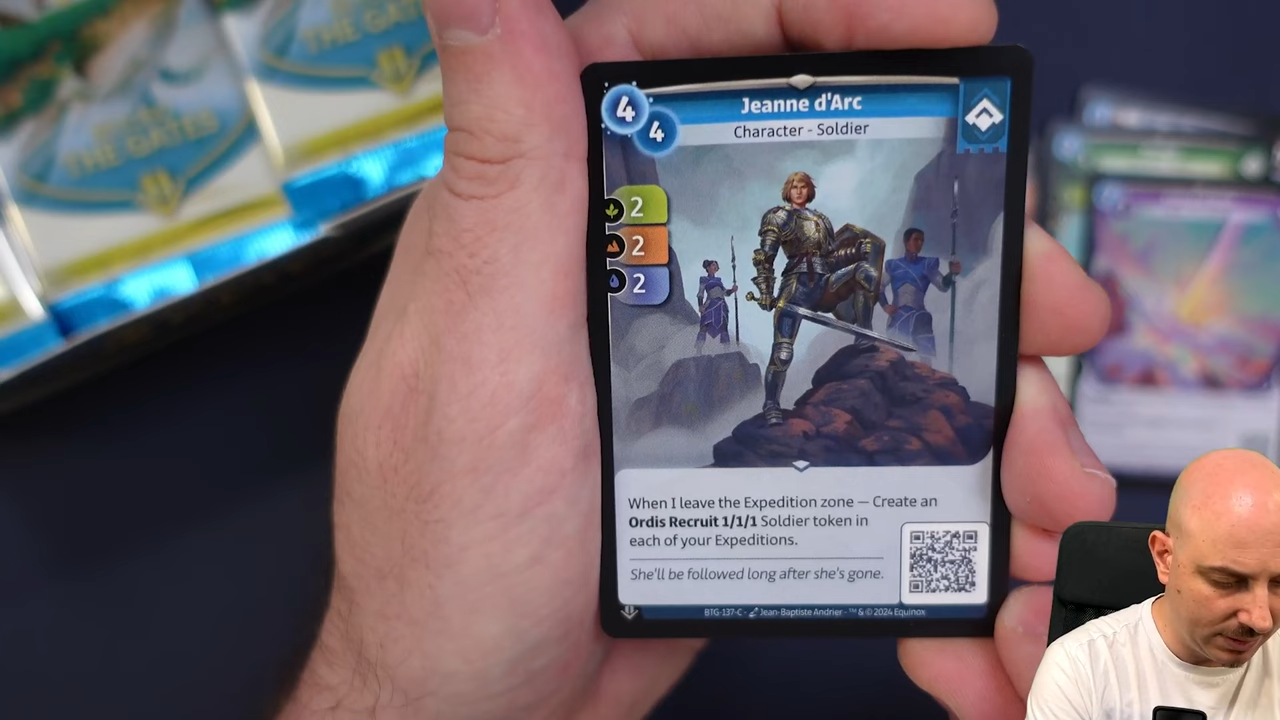 THE GATES
THE GATES
4
4
Jeanne d'Arc
Character - Soldier
2
2
2
When I leave the Expedition zone — Create an
Ordis Recruit 1/1/1 Soldier token in
each of your Expeditions.
She'll be followed long after she's gone.
BTG-137-C - Jean-Baptiste Andrier - ™ & © 2024 Equinox